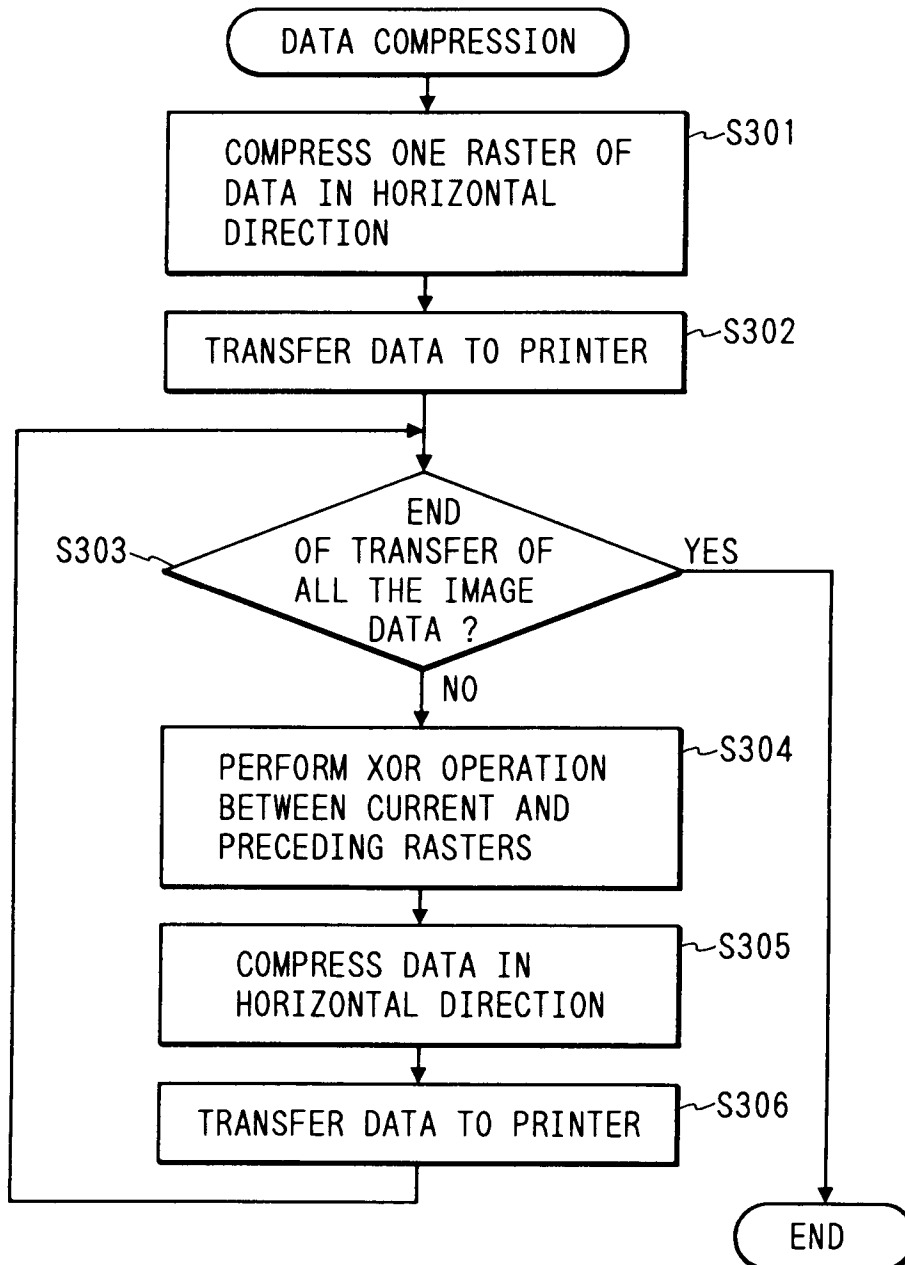 DATA COMPRESSION
S301
COMPRESS ONE RASTER OF
DATA IN HORIZONTAL
DIRECTION
S302
TRANSFER DATA TO PRINTER
S303
END
OF TRANSFER OF
ALL THE IMAGE
DATA ?
YES
NO
S304
PERFORM XOR OPERATION
BETWEEN CURRENT AND
PRECEDING RASTERS
S305
COMPRESS DATA IN
HORIZONTAL DIRECTION
S306
TRANSFER DATA TO PRINTER
END